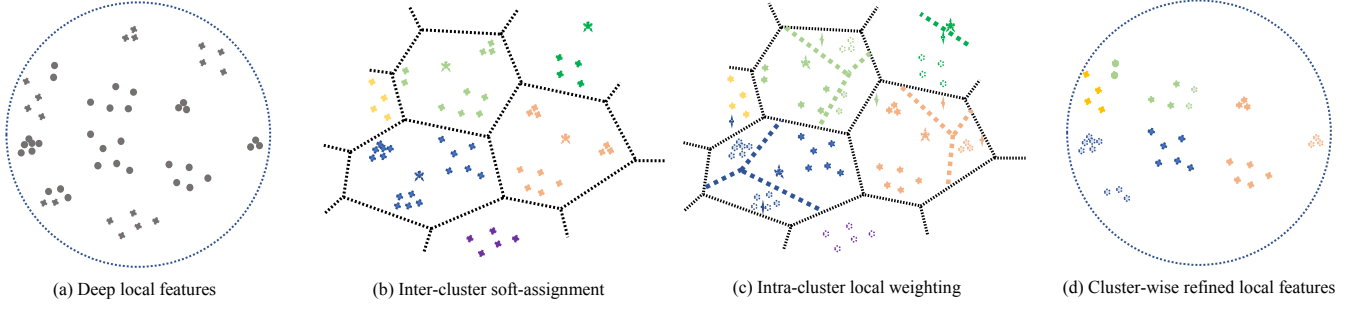 (a) Deep local features
(b) Inter-cluster soft-assignment
(c) Intra-cluster local weighting
(d) Cluster-wise refined local features